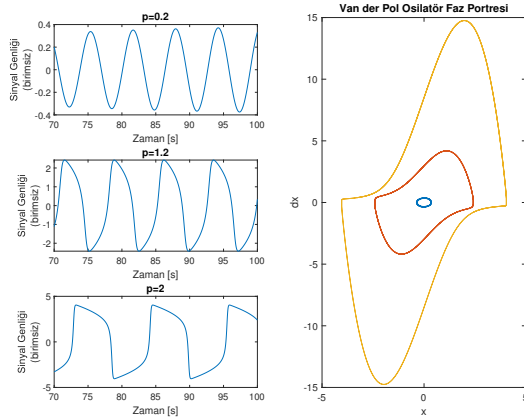 p=0.2
0.4
0.2
0
-0.2
-0.4
Sinyal Genliği
(birimsiz)
70 75 80 85 90 95 100
Zaman [s]
p=1.2
2
1
0
-1
-2
Sinyal Genliği
(birimsiz)
70 75 80 85 90 95 100
Zaman [s]
p=2
5
0
-5
Sinyal Genliği
(birimsiz)
70 75 80 85 90 95 100
Zaman [s]
Van der Pol Osilatör Faz Portresi
15
10
5
0
-5
-10
-15
dx
-5 0 5
x